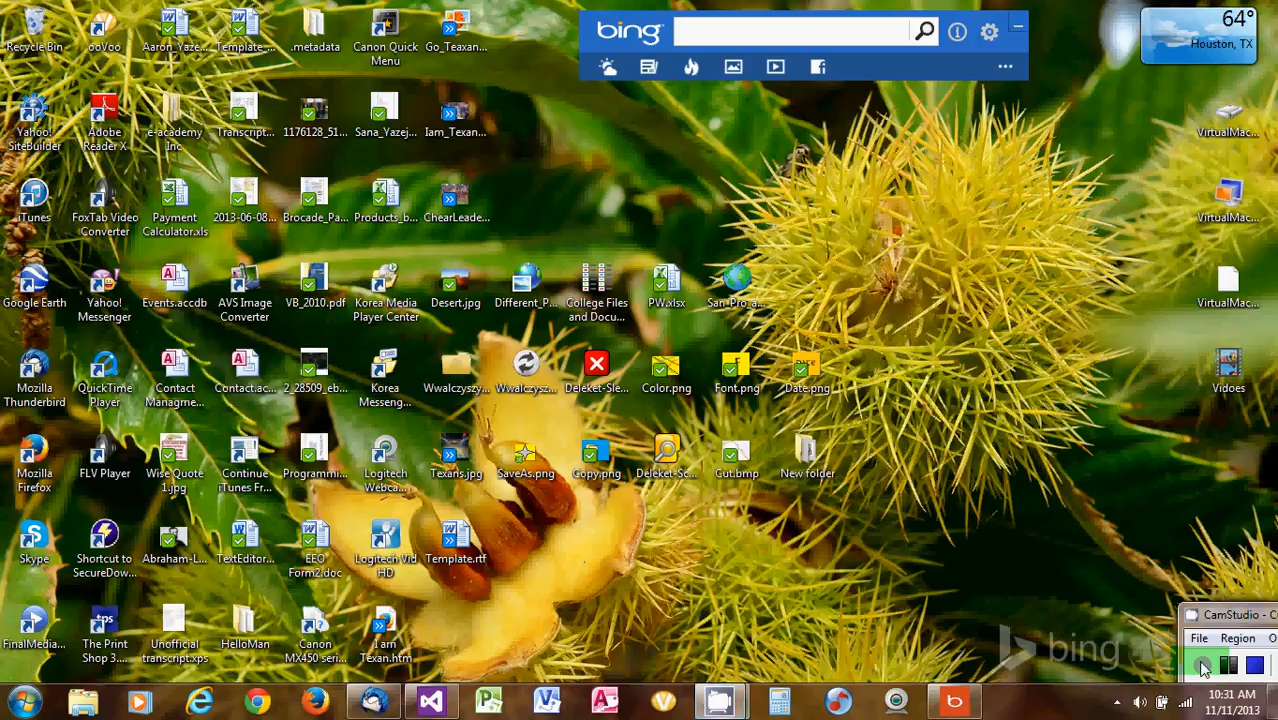 bing
64°
Houston, TX
Recycle Bin
ooVoo
Aaron_Yaze...
Template_...
.metadata
Canon Quick
Menu
Go_Teaxan...
Yahoo!
SiteBuilder
Adobe
Reader X
e-academy
Inc
Transcript...
1176128_51...
Sana_Yazej...
Iam_Texan...
VirtualMac...
iTunes
FoxTab Video
Converter
Payment
Calculator.xls
2013-06-08...
Brocade_Pa...
Products_b...
ChearLeade...
VirtualMac...
Google Earth
Yahoo!
Messenger
Events.accdb
AVS Image
Converter
VB_2010.pdf
Korea Media
Player Center
Desert.jpg
Different_P...
College Files
and Docu...
PW.xlsx
San_Pro_a...
VirtualMac...
Mozilla
Thunderbird
QuickTime
Player
Contact
Managme...
Contact.ac...
2_28509_eb...
Korea
Messeng...
Wwalczyszy...
Wwalczysz...
Deleket-Sle...
Color.png
Font.png
Date.png
Vidoes
Mozilla
Firefox
FLV Player
Wise Quote
1.jpg
Continue
iTunes Fr...
Programmi...
Logitech
Webca...
Texans.jpg
SaveAs.png
Copy.png
Deleket-Sc...
Cut.bmp
New folder
Skype
Shortcut to
SecureDow...
Abraham-L...
TextEditor...
EEO
Form2.doc
Logitech Vid
HD
Template.rtf
FinalMedia...
tps
The Print
Shop 3....
Unofficial
transcript.xps
HelloMan
Canon
MX450 seri...
I am
Texan.htm
bing
CamStudio - O
File Region O
10:31 AM
11/11/2013